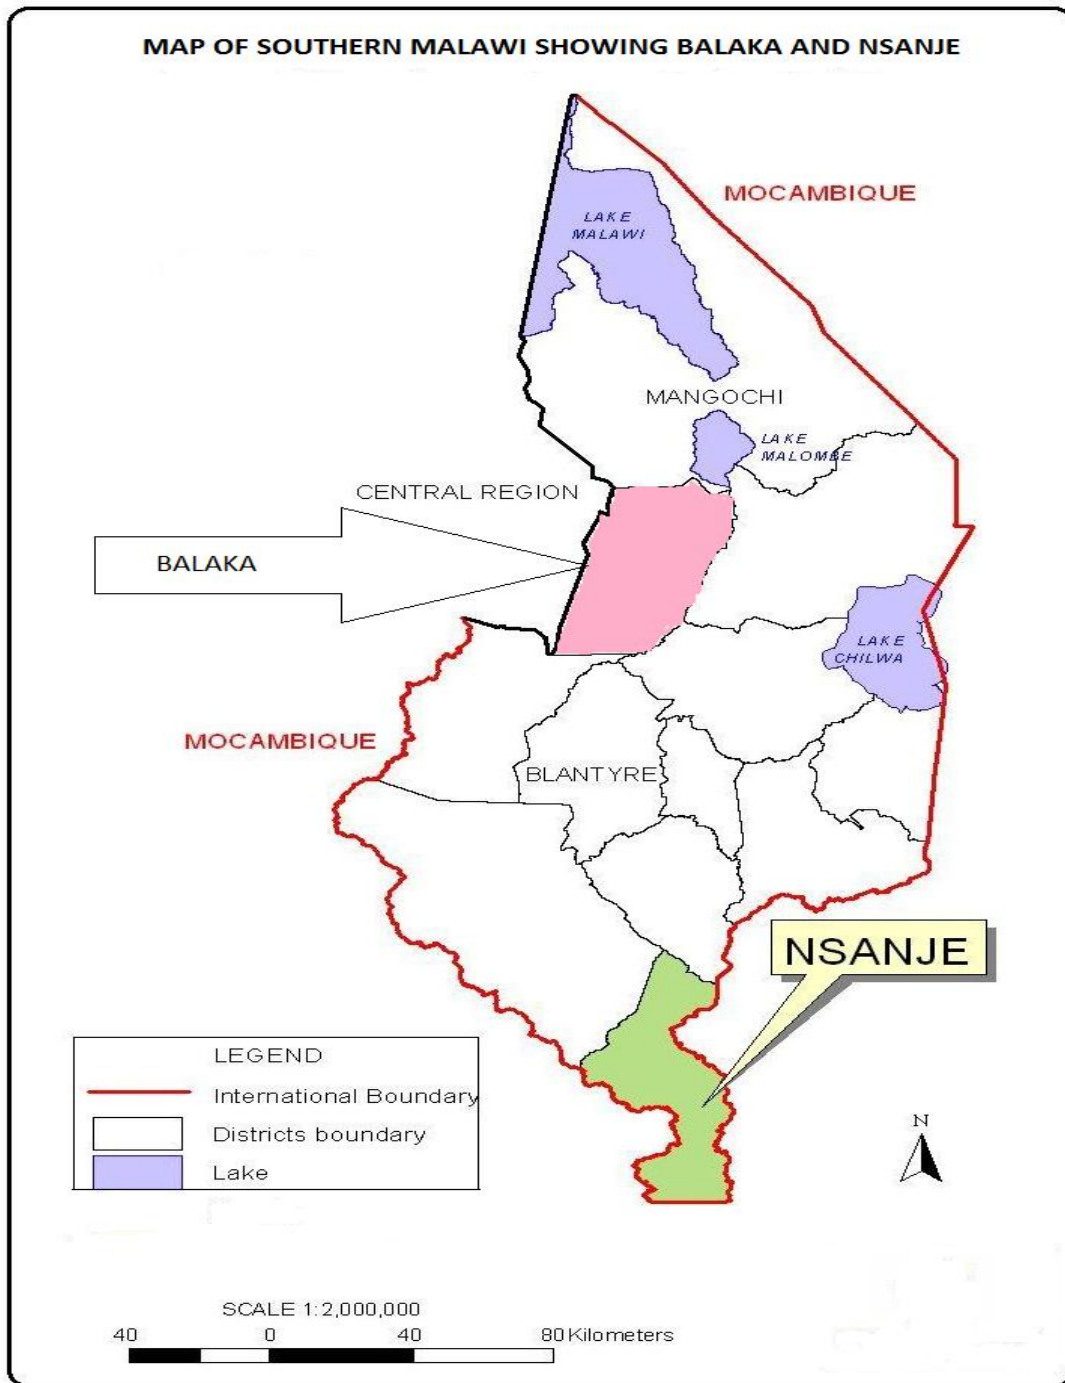 MAP OF SOUTHERN MALAWI SHOWING BALAKA AND NSANJE
MOCAMBIQUE
LAKE
MALAWI
MANGOCHI
LAKE
MALOMBE
CENTRAL REGION
BALAKA
LAKE
CHILWA
MOCAMBIQUE
BLANTYRE
NSANJE
LEGEND
International Boundary
Districts boundary
Lake
N
SCALE 1:2,000,000
40 0 40 80 Kilometers